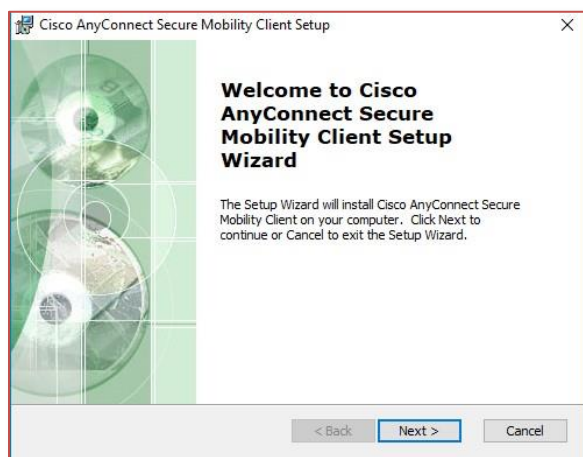 Cisco AnyConnect Secure Mobility Client Setup
Welcome to Cisco
AnyConnect Secure
Mobility Client Setup
Wizard
The Setup Wizard will install Cisco AnyConnect Secure
Mobility Client on your computer. Click Next to
continue or Cancel to exit the Setup Wizard.
< Back Next > Cancel